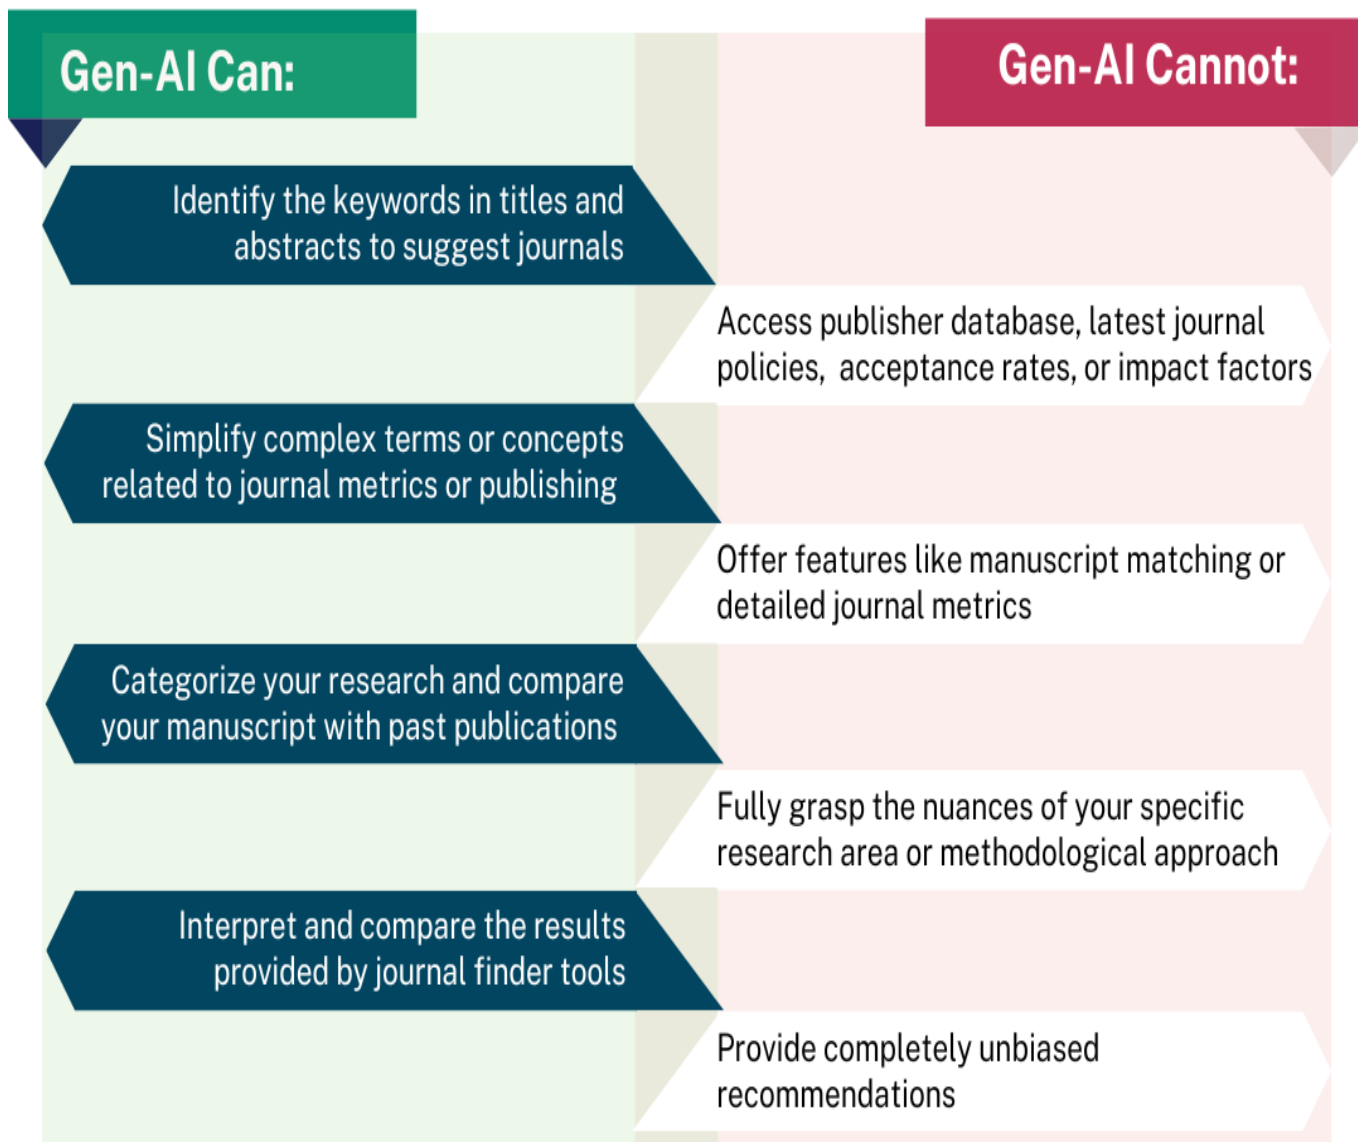 Gen-AI Can:
Gen-AI Cannot:
Identify the keywords in titles and
abstracts to suggest journals
Access publisher database, latest journal
policies,  acceptance rates, or impact factors
Simplify complex terms or concepts
related to journal metrics or publishing
Offer features like manuscript matching or
detailed journal metrics
Categorize your research and compare
your manuscript with past publications
Fully grasp the nuances of your specific
research area or methodological approach
Interpret and compare the results
provided by journal finder tools
Provide completely unbiased
recommendations